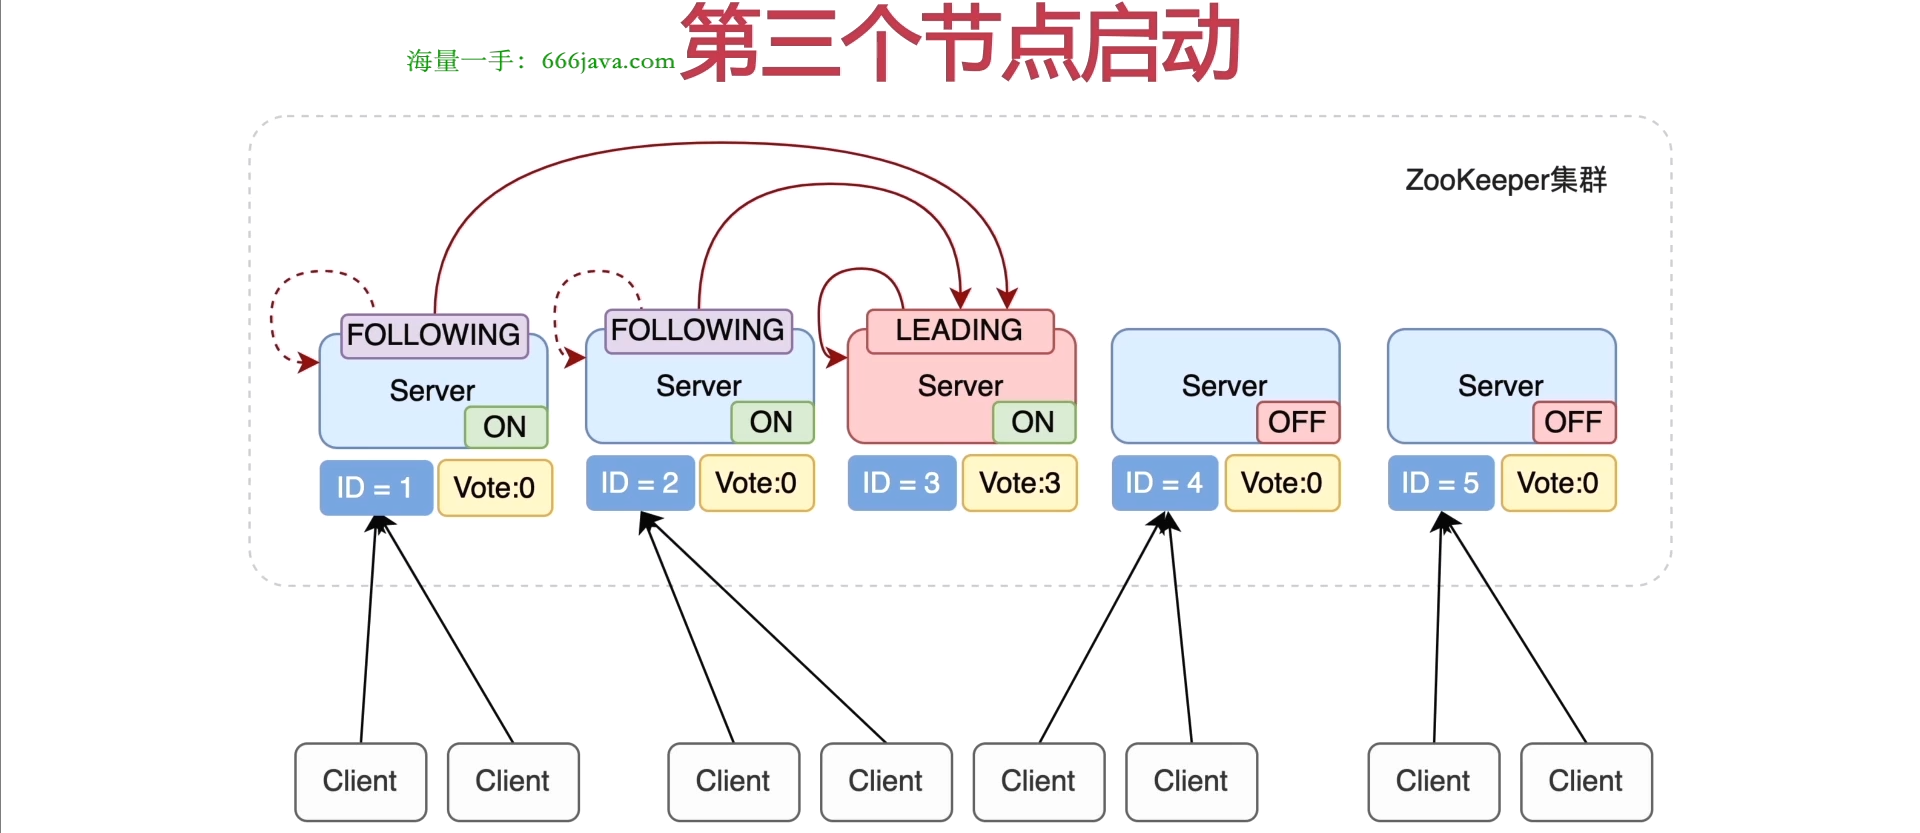 第三个节点启动
海量一手：666java.com
ZooKeeper集群
FOLLOWING
FOLLOWING
LEADING
Server
Server
Server
Server
Server
ON
ON
ON
OFF
OFF
ID = 1
Vote:0
ID = 2
Vote:0
ID = 3
Vote:3
ID = 4
Vote:0
ID = 5
Vote:0
Client
Client
Client
Client
Client
Client
Client
Client